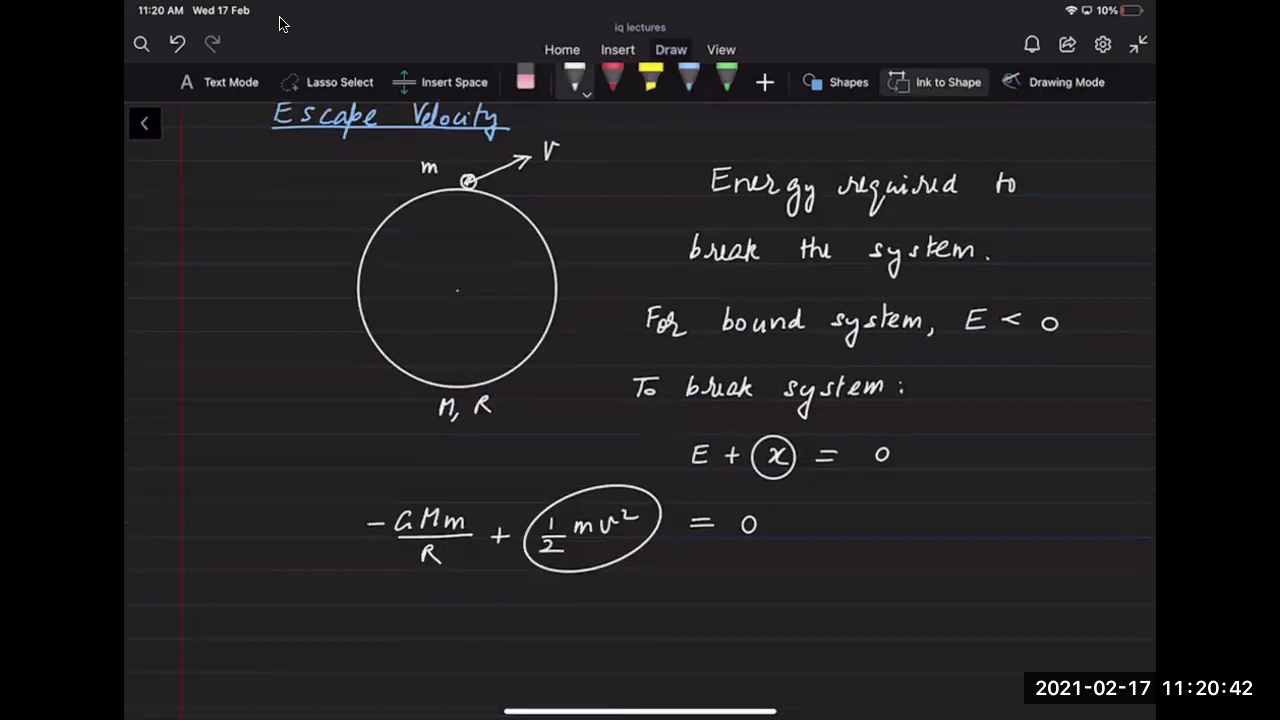 11:20 AM Wed 17 Feb
10%
iq lectures
Home Insert Draw View
Text Mode Lasso Select Insert Space Shapes Ink to Shape Drawing Mode
Escape Velocity
m
V
M, R
Energy required to
break the system.
For bound system, E < 0
To break system:
E + x = 0
-GMm/R + 1/2 mv² = 0
2021-02-17 11:20:42